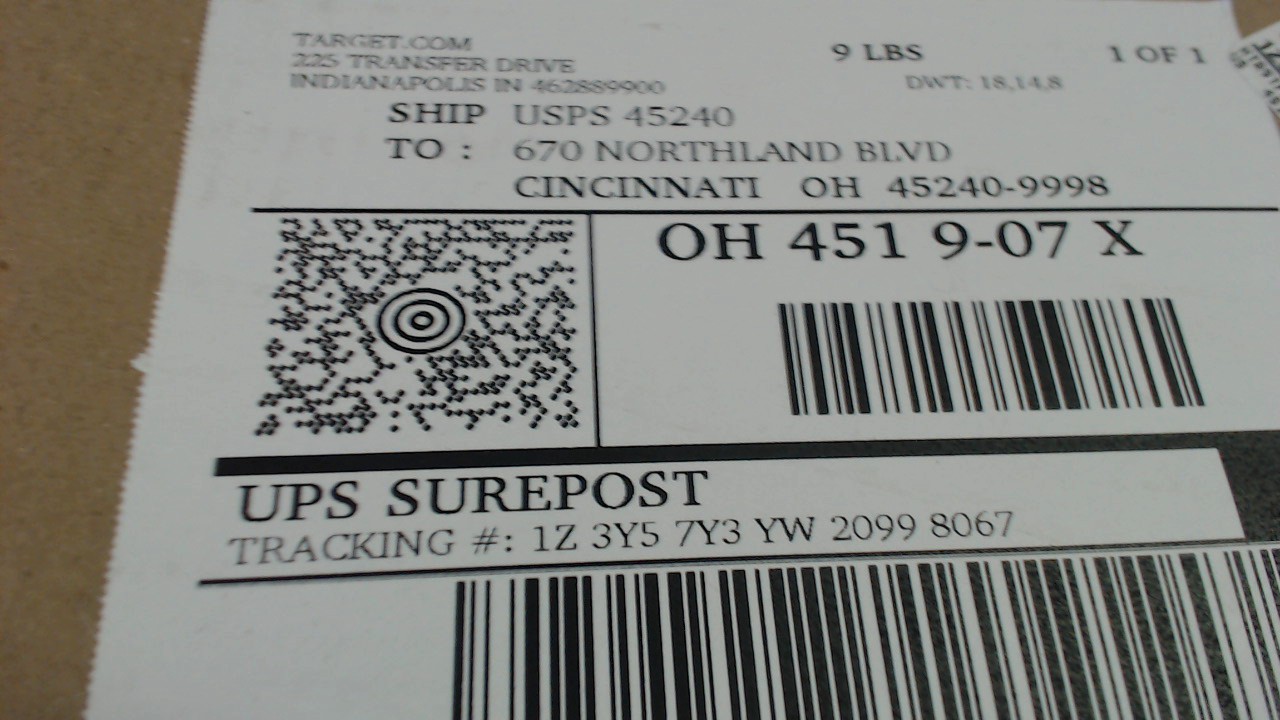 TARGET.COM
225 TRANSFER DRIVE
INDIANAPOLIS IN 462889900
9 LBS
1 OF 1
DWT: 18,14,8
SHIP USPS 45240
TO : 670 NORTHLAND BLVD
CINCINNATI OH 45240-9998
OH 451 9-07 X
UPS SUREPOST
TRACKING #: 1Z 3Y5 7Y3 YW 2099 8067